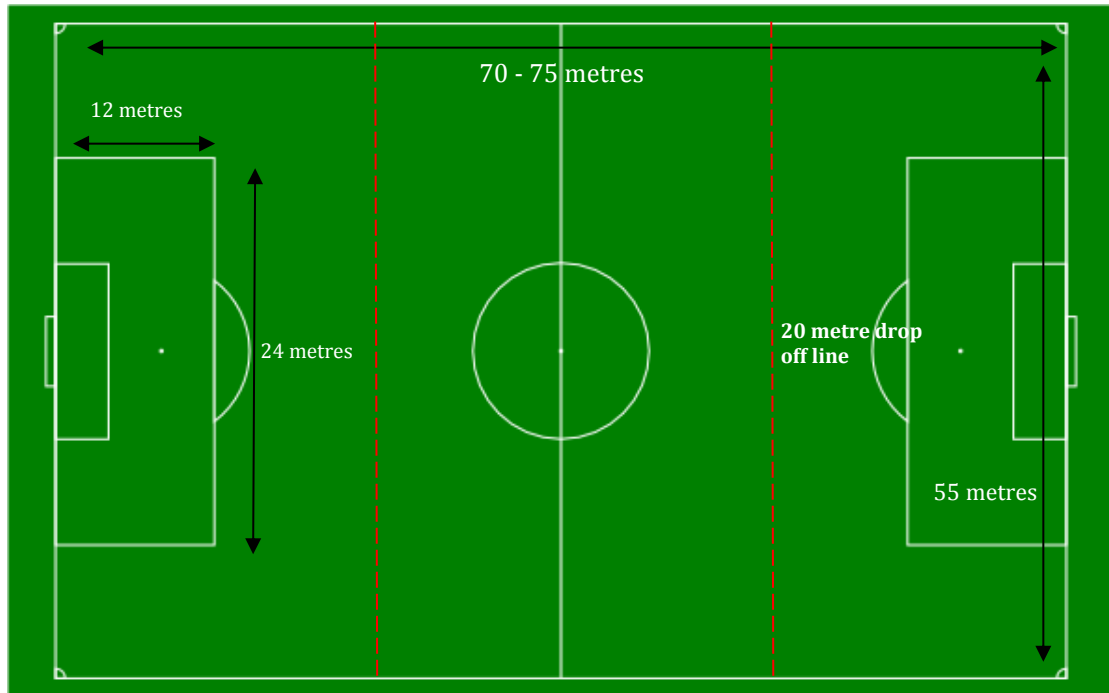 70 - 75 metres
12 metres
24 metres
20 metre drop
off line
55 metres